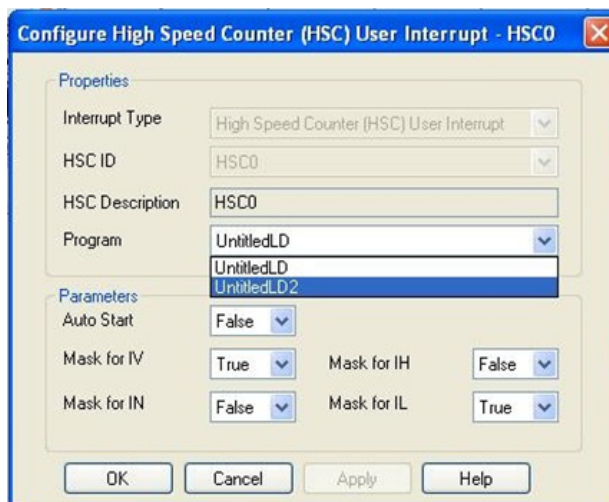 Configure High Speed Counter (HSC) User Interrupt - HSC0
Properties
Interrupt Type High Speed Counter (HSC) User Interrupt
HSC ID HSC0
HSC Description HSC0
Program UntitledLD
UntitledLD
UntitledLD2
Parameters
Auto Start False
Mask for IV True Mask for IH False
Mask for IN False Mask for IL True
OK Cancel Apply Help